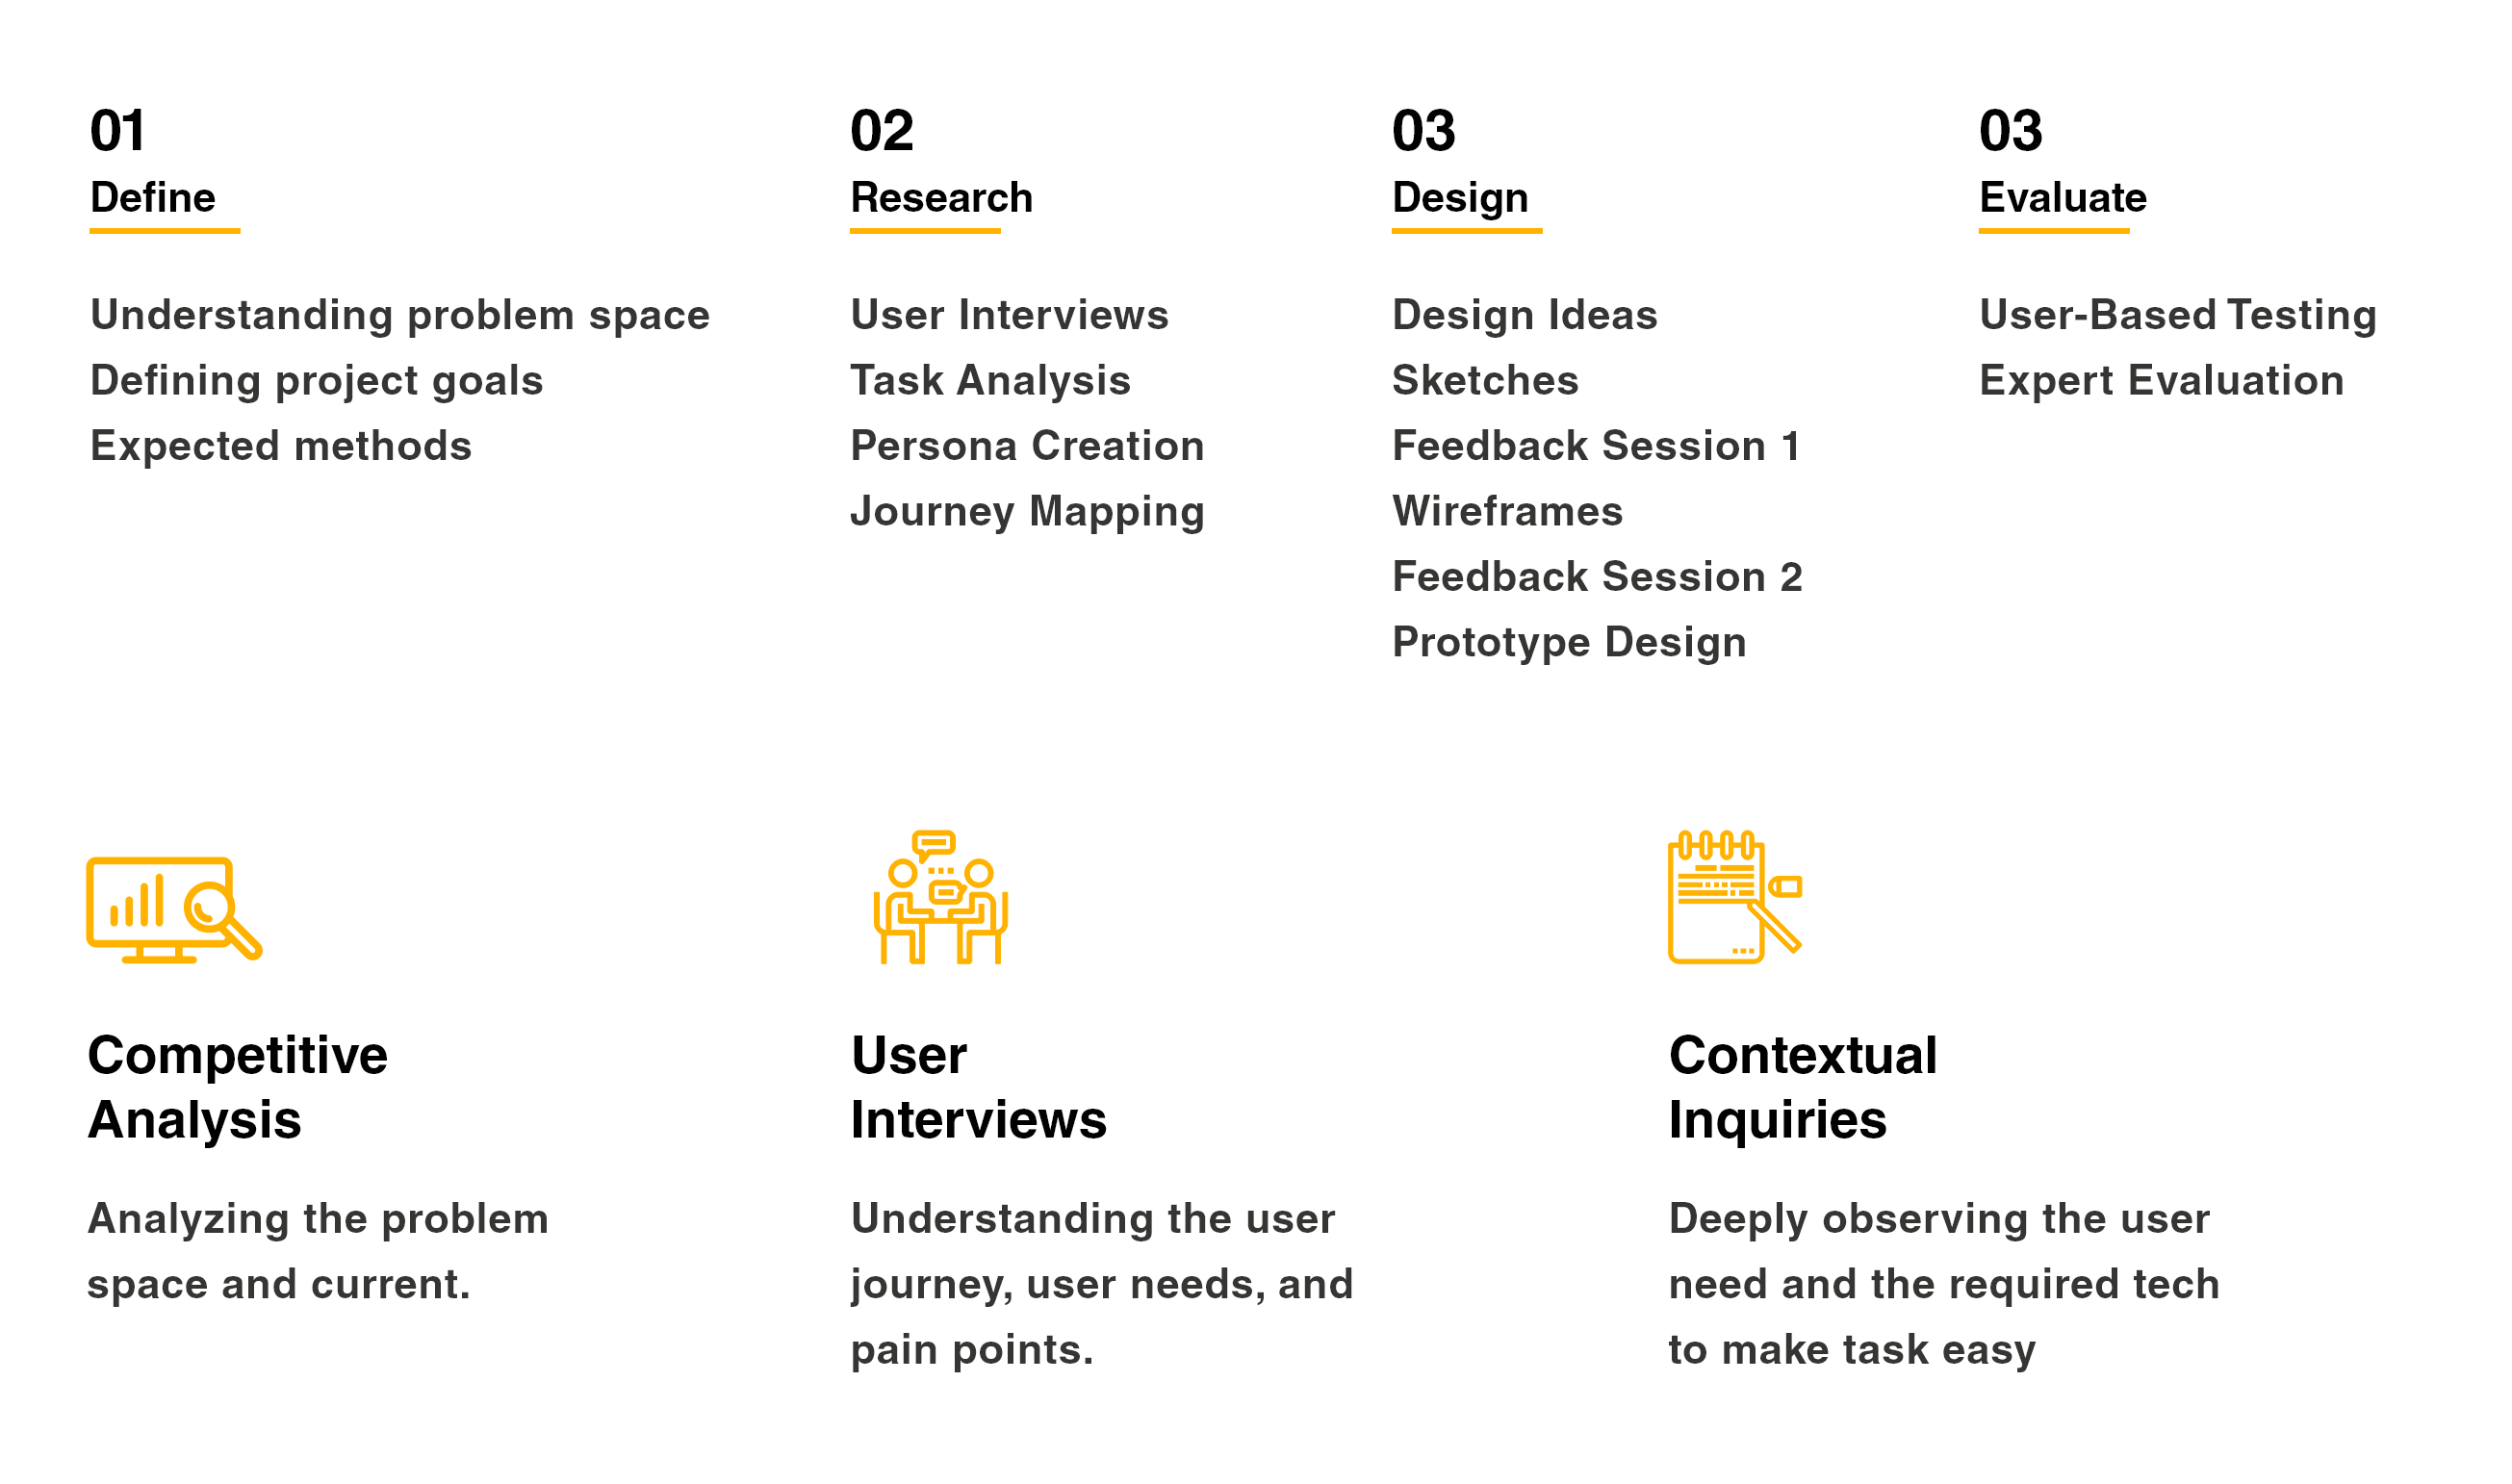 01
Define
Understanding problem space
Defining project goals
Expected methods
02
Research
User Interviews
Task Analysis
Persona Creation
Journey Mapping
03
Design
Design Ideas
Sketches
Feedback Session 1
Wireframes
Feedback Session 2
Prototype Design
03
Evaluate
User-Based Testing
Expert Evaluation
Competitive
Analysis
Analyzing the problem
space and current.
User
Interviews
Understanding the user
journey, user needs, and
pain points.
Contextual
Inquiries
Deeply observing the user
need and the required tech
to make task easy